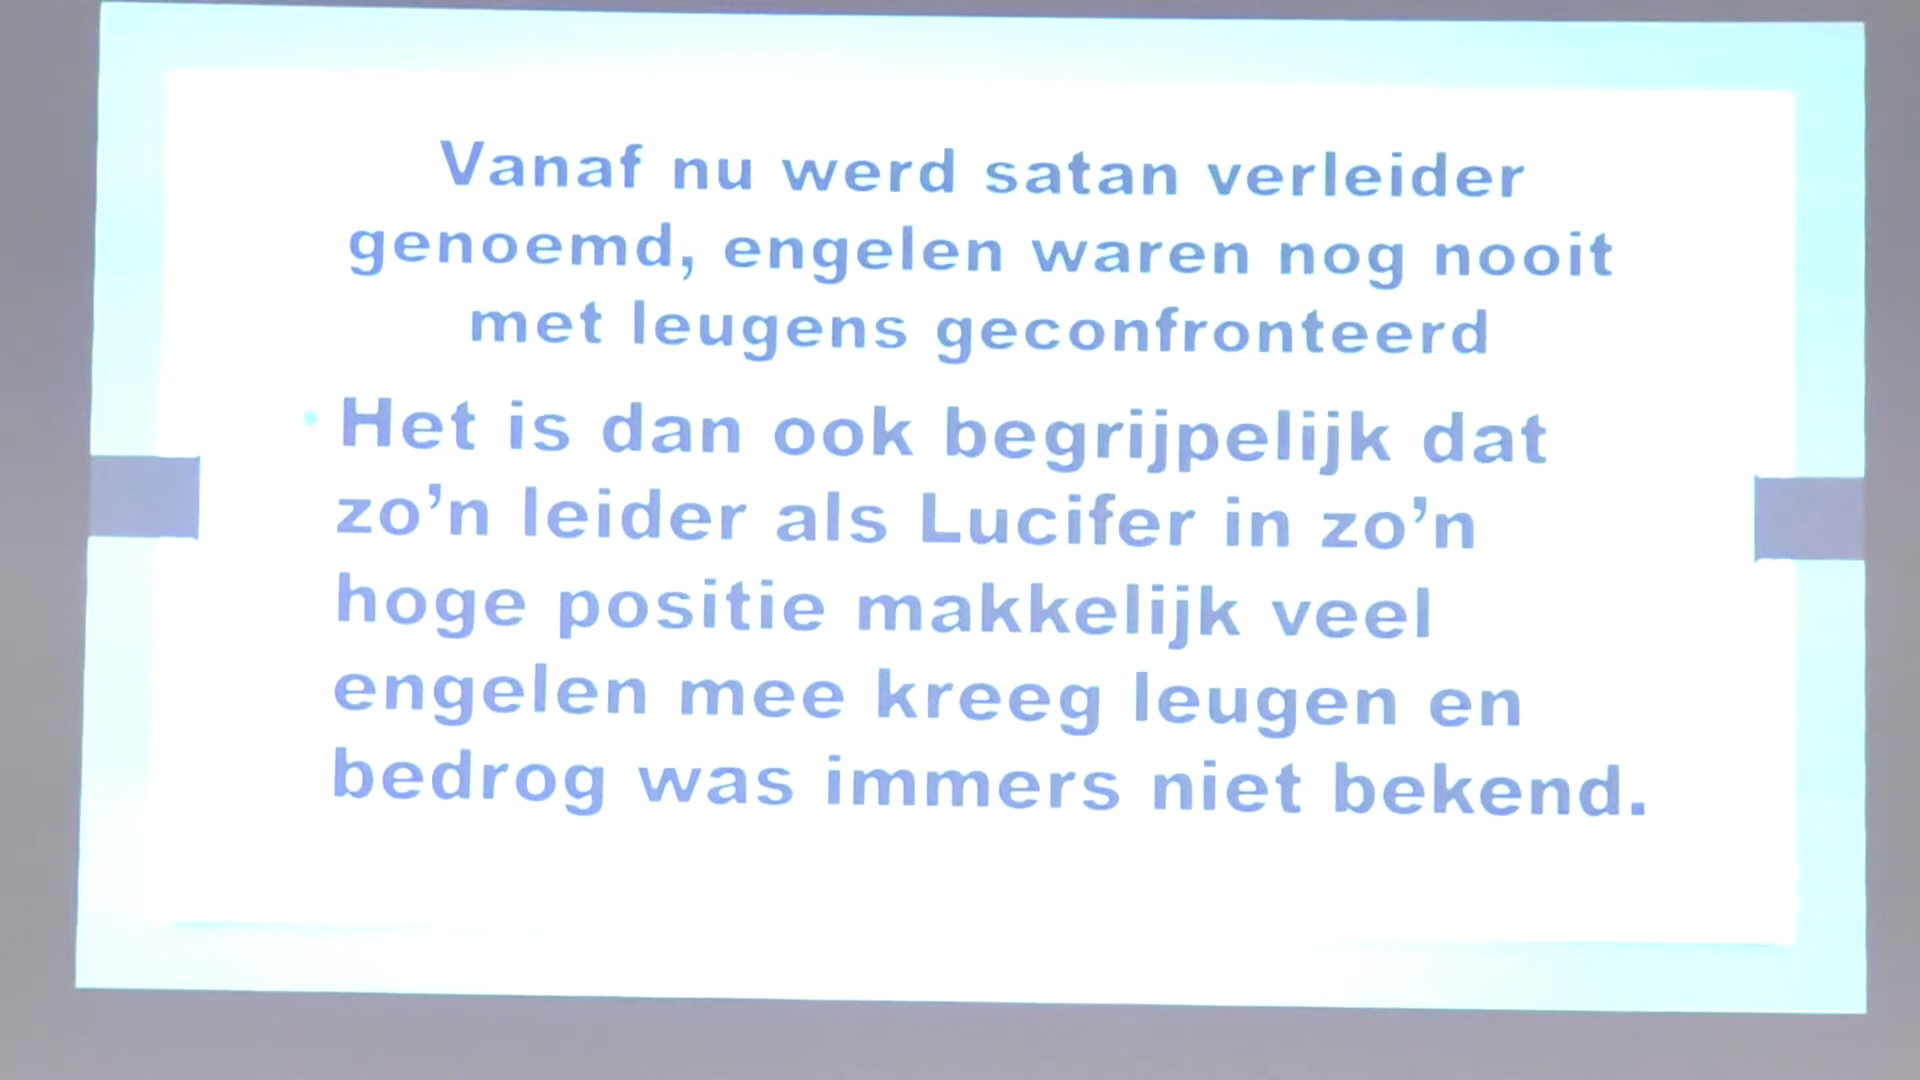 Vanaf nu werd satan verleider
genoemd, engelen waren nog nooit
met leugens geconfronteerd
• Het is dan ook begrijpelijk dat
zo’n leider als Lucifer in zo’n
hoge positie makkelijk veel
engelen mee kreeg leugen en
bedrog was immers niet bekend.